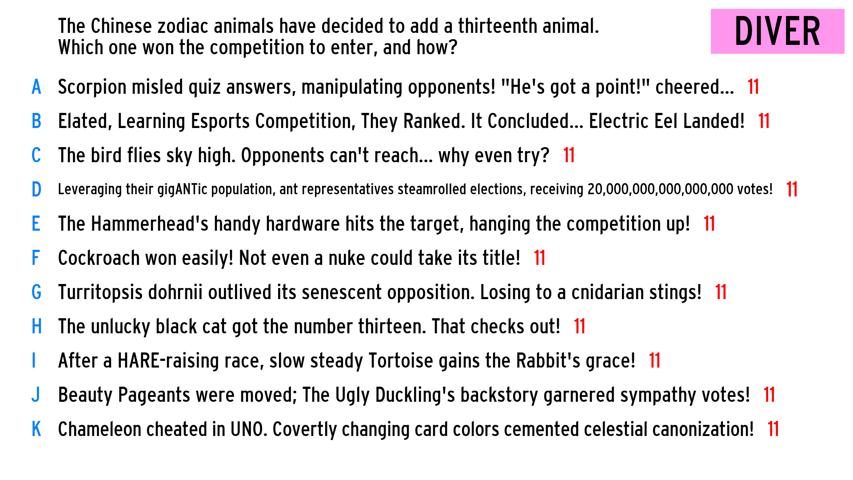 The Chinese zodiac animals have decided to add a thirteenth animal.
Which one won the competition to enter, and how?
DIVER
A Scorpion misled quiz answers, manipulating opponents! "He's got a point!" cheered... 11
B Elated, Learning Esports Competition, They Ranked. It Concluded... Electric Eel Landed! 11
C The bird flies sky high. Opponents can't reach... why even try? 11
D Leveraging their gigANTic population, ant representatives steamrolled elections, receiving 20,000,000,000,000,000 votes! 11
E The Hammerhead's handy hardware hits the target, hanging the competition up! 11
F Cockroach won easily! Not even a nuke could take its title! 11
G Turritopsis dohrnii outlived its senescent opposition. Losing to a cnidarian stings! 11
H The unlucky black cat got the number thirteen. That checks out! 11
I After a HARE-raising race, slow steady Tortoise gains the Rabbit's grace! 11
J Beauty Pageants were moved; The Ugly Duckling's backstory garnered sympathy votes! 11
K Chameleon cheated in UNO. Covertly changing card colors cemented celestial canonization! 11